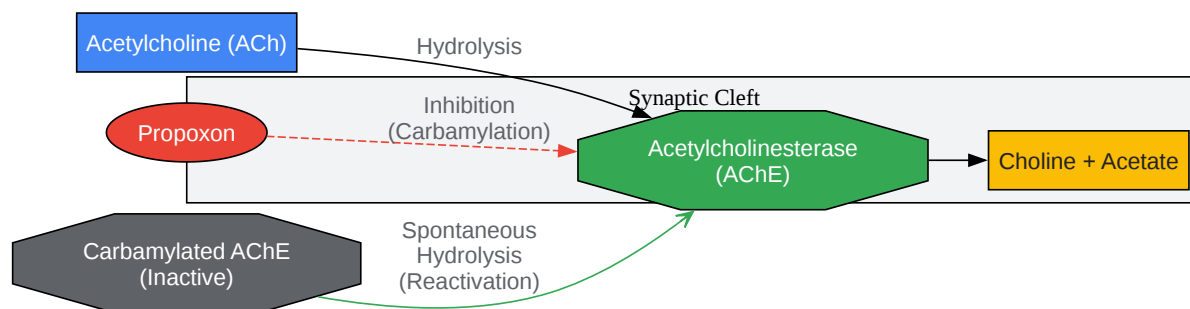 Acetylcholine (ACh)
Hydrolysis
Synaptic Cleft
Propoxon
Inhibition
(Carbamylation)
Acetylcholinesterase
(AChE)
Choline + Acetate
Carbamylated AChE
(Inactive)
Spontaneous
Hydrolysis
(Reactivation)